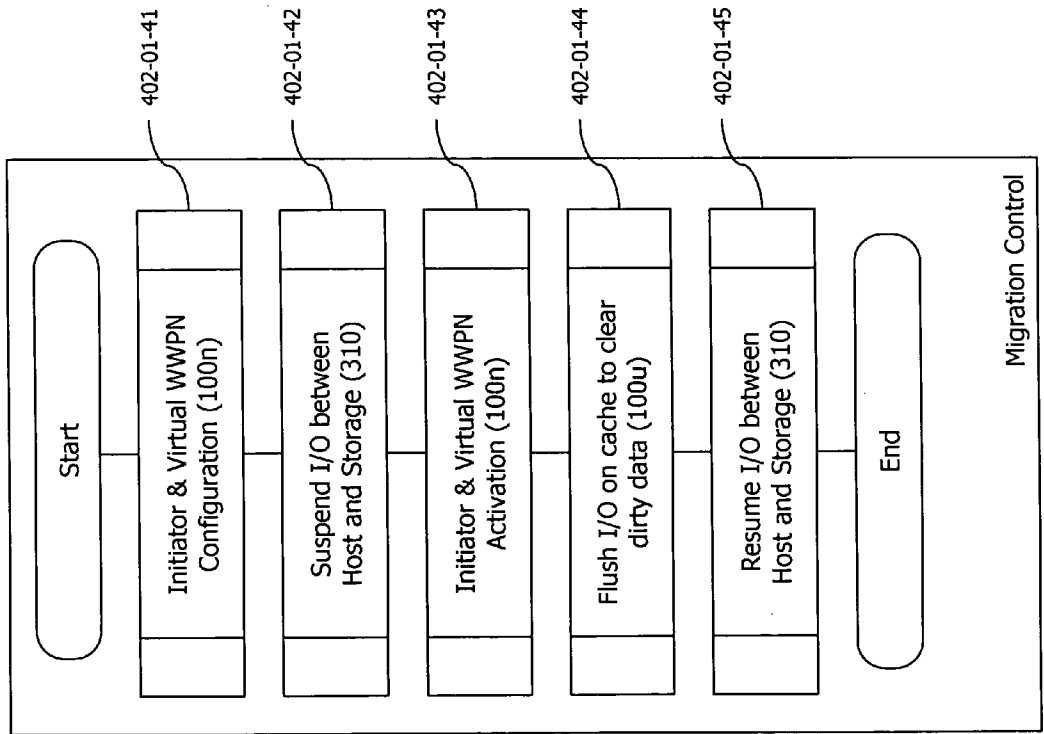 Start
Initiator & Virtual WWPN
Configuration (100n)
402-01-41
Suspend I/O between
Host and Storage (310)
402-01-42
Initiator & Virtual WWPN
Activation (100n)
402-01-43
Flush I/O on cache to clear
dirty data (100u)
402-01-44
Resume I/O between
Host and Storage (310)
402-01-45
End
Migration Control